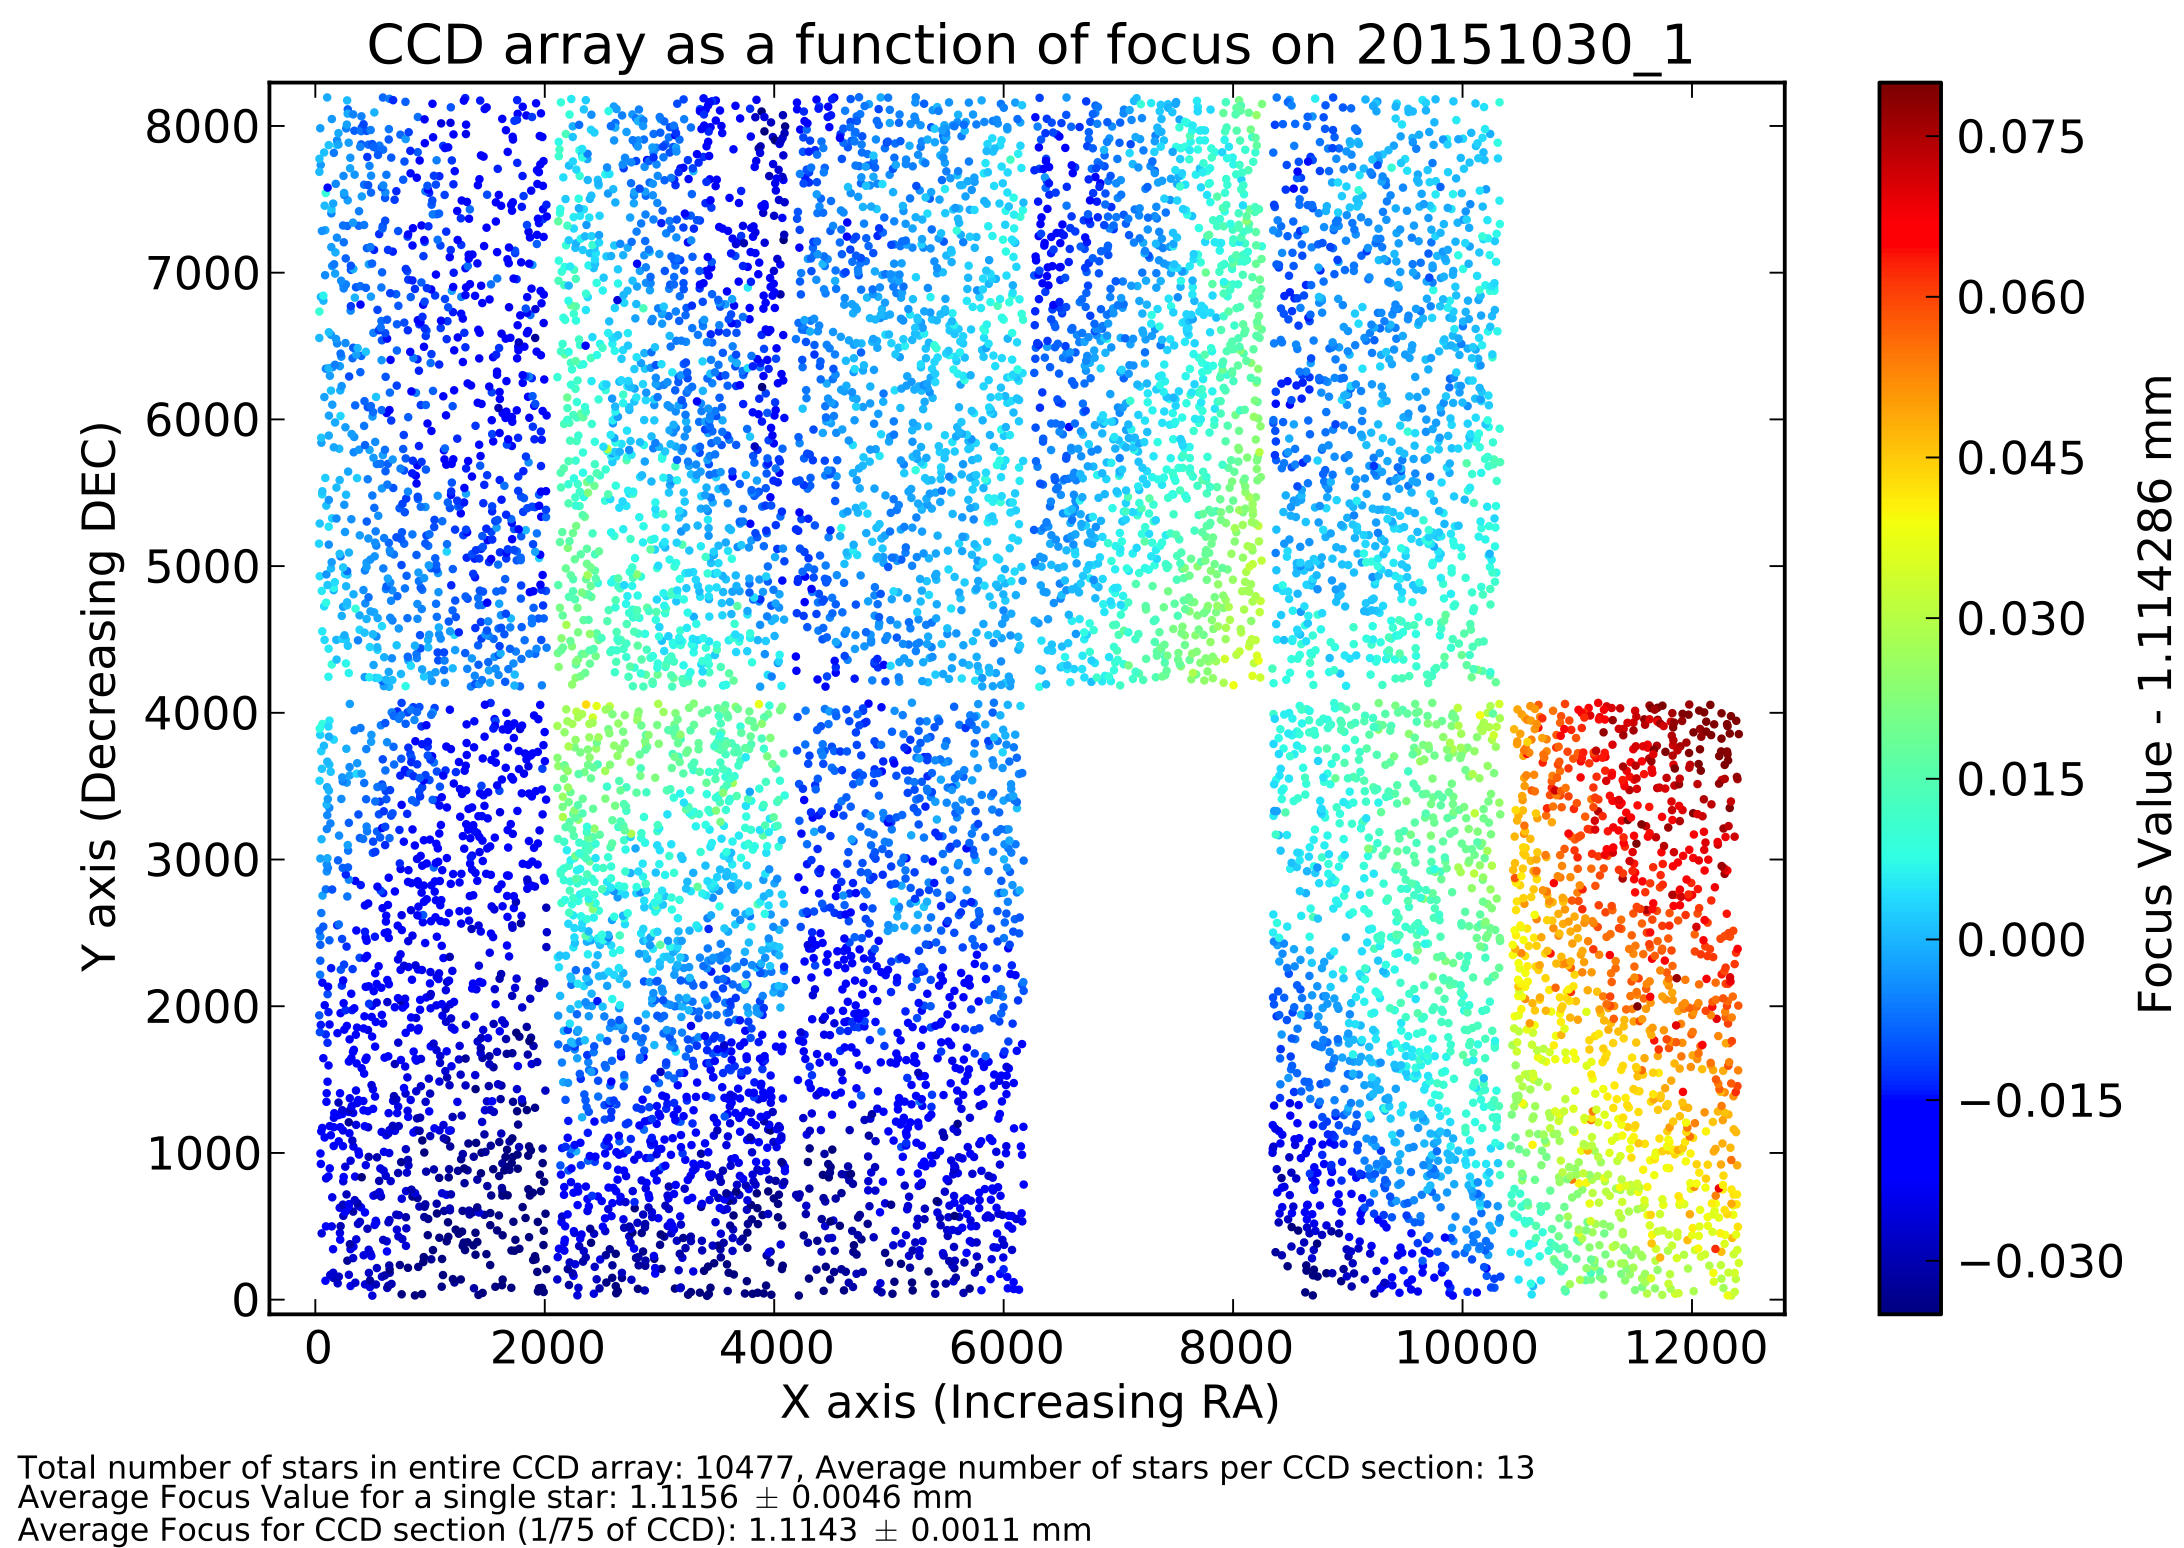 CCD array as a function of focus on 20151030_1
8000
7000
6000
5000
4000
3000
2000
1000
0
Y axis (Decreasing DEC)
0 2000 4000 6000 8000 10000 12000
X axis (Increasing RA)
0.075
0.060
0.045
0.030
0.015
0.000
−0.015
−0.030
Focus Value - 1.114286 mm
Total number of stars in entire CCD array: 10477, Average number of stars per CCD section: 13
Average Focus Value for a single star: 1.1156 ± 0.0046 mm
Average Focus for CCD section (1/75 of CCD): 1.1143 ± 0.0011 mm